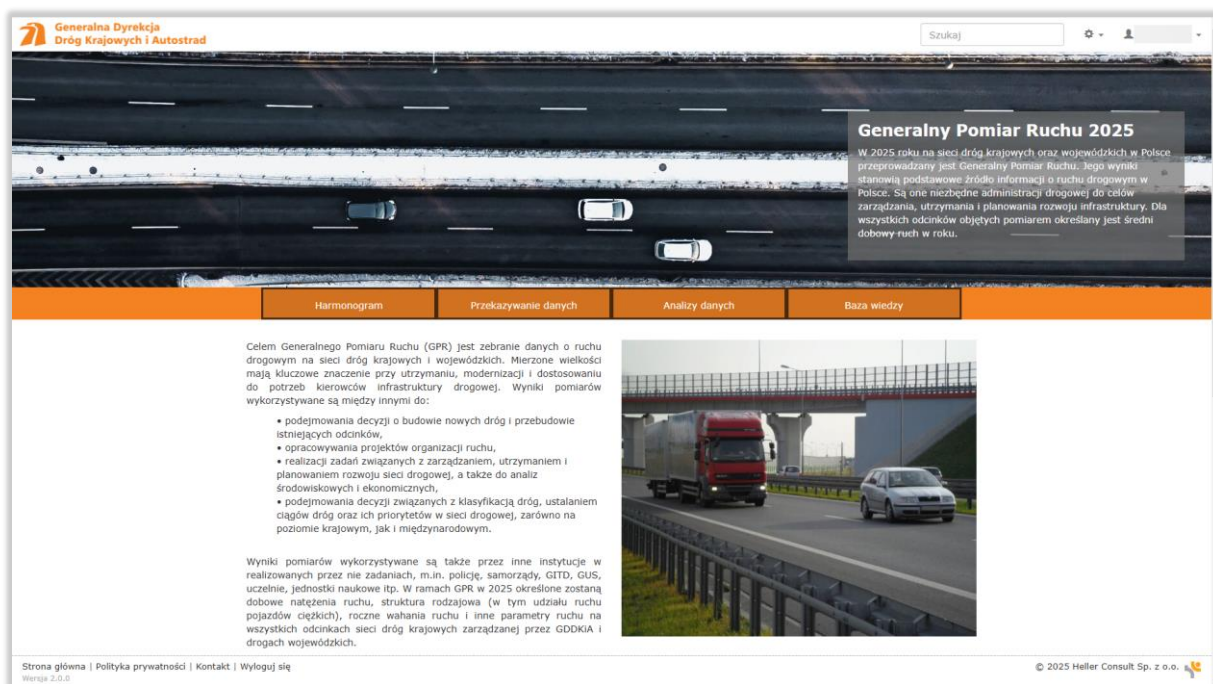 Generalna Dyrekcja
Dróg Krajowych i Autostrad
Szukaj
Generalny Pomiar Ruchu 2025
W 2025 roku na sieci dróg krajowych oraz wojewódzkich w Polsce
przeprowadzany jest Generalny Pomiar Ruchu. Jego wyniki
stanowią podstawowe źródło informacji o ruchu drogowym w
Polsce. Są one niezbędne administracji drogowej do celów
zarządzania, utrzymania i planowania rozwoju infrastruktury. Dla
wszystkich odcinków objętych pomiarem określany jest średni
dobowy ruch w roku.
Harmonogram
Przekazywanie danych
Analizy danych
Baza wiedzy
Celem Generalnego Pomiaru Ruchu (GPR) jest zebranie danych o ruchu
drogowym na sieci dróg krajowych i wojewódzkich. Mierzone wielkości
mają kluczowe znaczenie przy utrzymaniu, modernizacji i dostosowaniu
do potrzeb kierowców infrastruktury drogowej. Wyniki pomiarów
wykorzystywane są między innymi do:
• podejmowania decyzji o budowie nowych dróg i przebudowie
istniejących odcinków,
• opracowywania projektów organizacji ruchu,
• realizacji zadań związanych z zarządzaniem, utrzymaniem i
planowaniem rozwoju sieci drogowej, a także do analiz
środowiskowych i ekonomicznych,
• podejmowania decyzji związanych z klasyfikacją dróg, ustalaniem
ciągów dróg oraz ich priorytetów w sieci drogowej, zarówno na
poziomie krajowym, jak i międzynarodowym.
Wyniki pomiarów wykorzystywane są także przez inne instytucje w
realizowanych przez nie zadaniach, m.in. policję, samorządy, GITD, GUS,
uczelnie, jednostki naukowe itp. W ramach GPR w 2025 określone zostaną
dobowe natężenia ruchu, struktura rodzajowa (w tym udziału ruchu
pojazdów ciężkich), roczne wahania ruchu i inne parametry ruchu na
wszystkich odcinkach sieci dróg krajowych zarządzanej przez GDDKiA i
drogach wojewódzkich.
Strona główna | Polityka prywatności | Kontakt | Wyloguj się
Wersja 2.0.0
© 2025 Heller Consult Sp. z o.o.